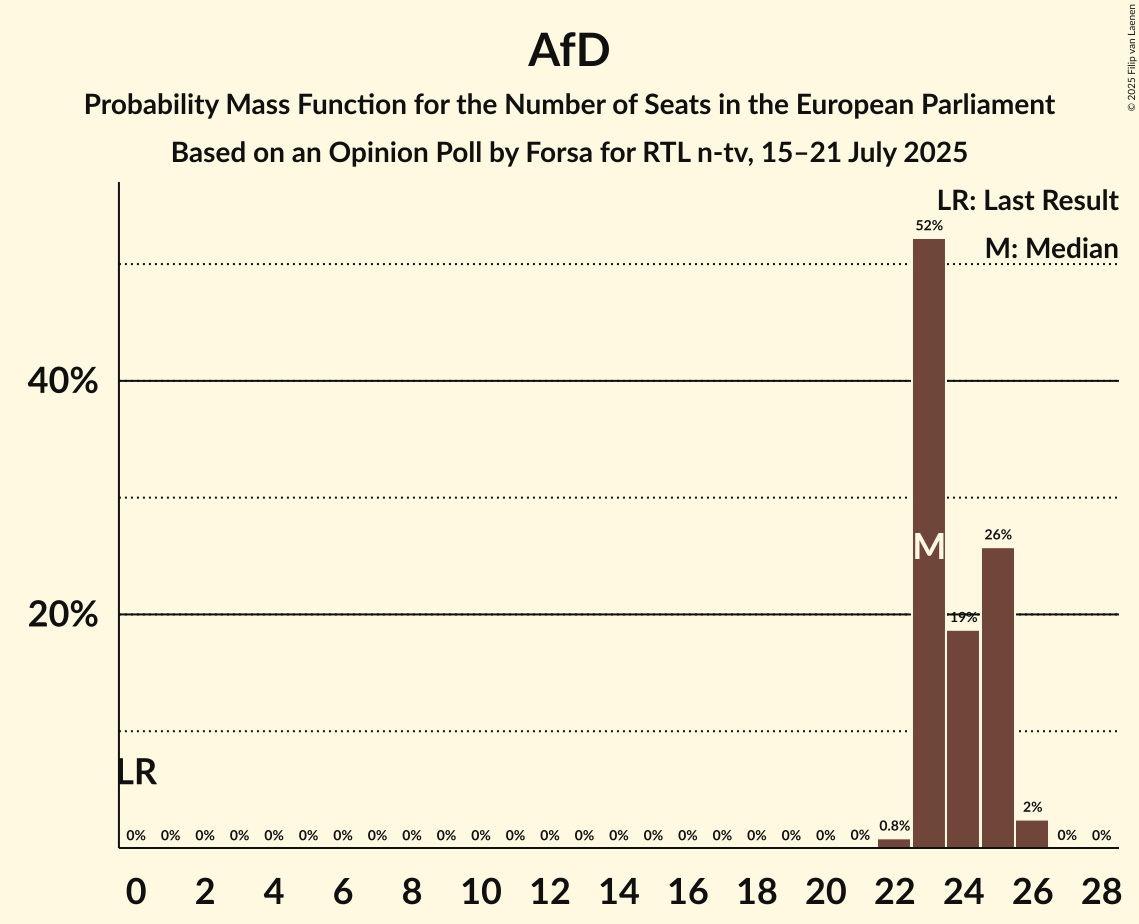 AfD
Probability Mass Function for the Number of Seats in the European Parliament
Based on an Opinion Poll by Forsa for RTL n-tv, 15–21 July 2025
© 2025 Filip van Laenen
LR: Last Result
M: Median
52%
40%
M
26%
20%
19%
LR
2%
0% 0% 0% 0% 0% 0% 0% 0% 0% 0% 0% 0% 0% 0% 0% 0% 0% 0% 0% 0% 0% 0% 0.8% 0% 0%
0 2 4 6 8 10 12 14 16 18 20 22 24 26 28